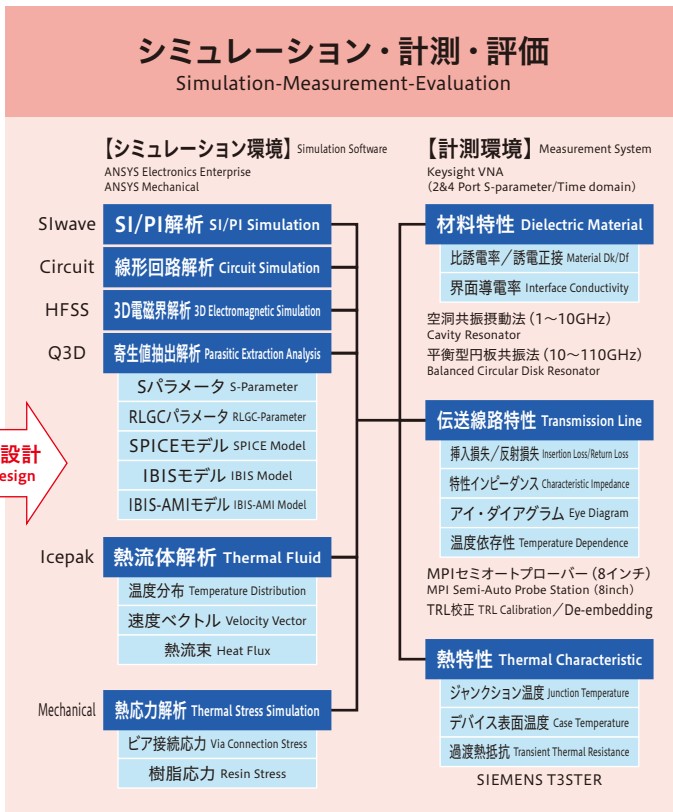 シミュレーション・計測・評価
Simulation-Measurement-Evaluation
【シミュレーション環境】 Simulation Software
ANSYS Electronics Enterprise
ANSYS Mechanical
SIwave SI/PI解析 SI/PI Simulation
Circuit 線形回路解析 Circuit Simulation
HFSS 3D電磁界解析 3D Electromagnetic Simulation
Q3D 寄生値抽出解析 Parasitic Extraction Analysis
Sパラメータ S-Parameter
RLGCパラメータ RLGC-Parameter
SPICEモデル SPICE Model
IBISモデル IBIS Model
IBIS-AMIモデル IBIS-AMI Model
設計
esign
Icepak 熱流体解析 Thermal Fluid
温度分布 Temperature Distribution
速度ベクトル Velocity Vector
熱流束 Heat Flux
Mechanical 熱応力解析 Thermal Stress Simulation
ビア接続応力 Via Connection Stress
樹脂応力 Resin Stress
【計測環境】 Measurement System
Keysight VNA
(2&4 Port S-parameter/Time domain)
材料特性 Dielectric Material
比誘電率／誘電正接 Material Dk/Df
界面導電率 Interface Conductivity
空洞共振摂動法（1〜10GHz）
Cavity Resonator
平衡型円板共振法（10〜110GHz）
Balanced Circular Disk Resonator
伝送線路特性 Transmission Line
挿入損失／反射損失 Insertion Loss/Return Loss
特性インピーダンス Characteristic Impedance
アイ・ダイアグラム Eye Diagram
温度依存性 Temperature Dependence
MPIセミオートプローバー（8インチ）
MPI Semi-Auto Probe Station (8inch)
TRL校正 TRL Calibration／De-embedding
熱特性 Thermal Characteristic
ジャンクション温度 Junction Temperature
デバイス表面温度 Case Temperature
過渡熱抵抗 Transient Thermal Resistance
SIEMENS T3STER